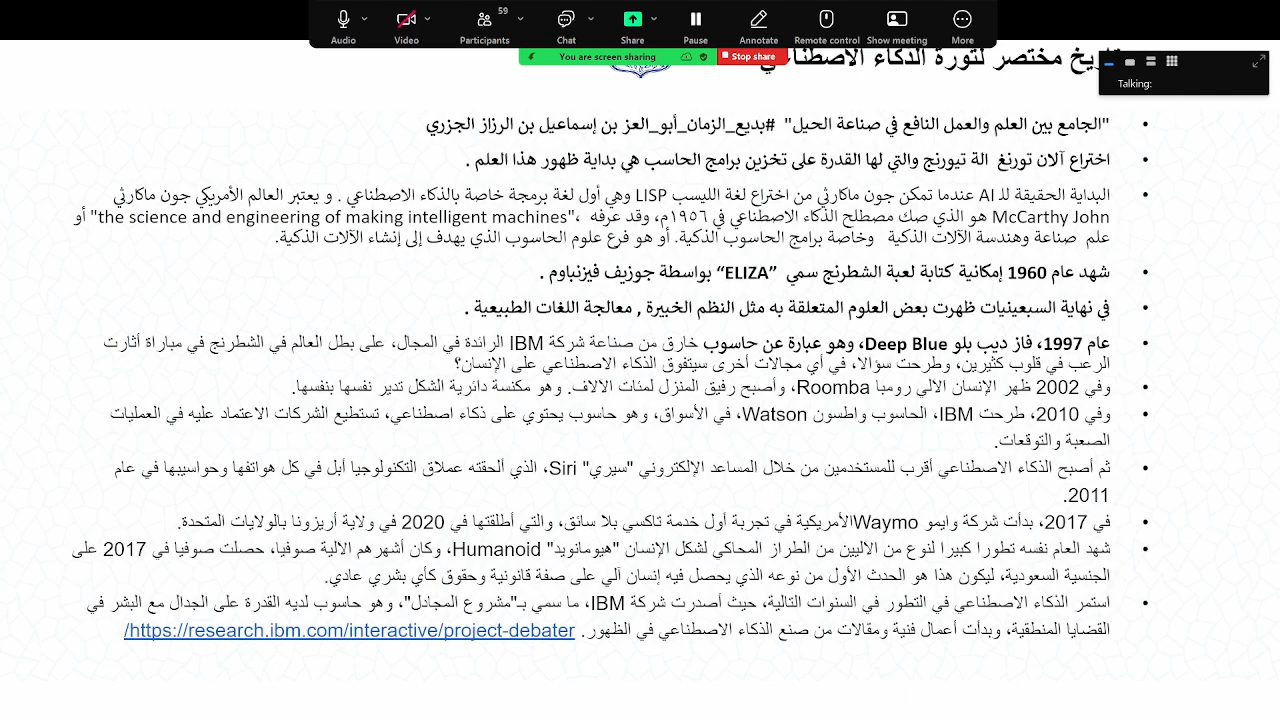 59
Audio
Video
Participants
Chat
Share
Pause
Annotate
Remote control
Show meeting
More
You are screen sharing
Stop share
Talking:
مختصر لثورة الذكاء الاصطناعي
"الجامع بين العلم والعمل النافع في صناعة الحيل" #بديع_الزمان_أبو_العز بن إسماعيل بن الرزاز الجزري
اختراع آلان تورنغ الة تيورنج والتي لها القدرة على تخزين برامج الحاسب هي بداية ظهور هذا العلم .
البداية الحقيقة للـ AI عندما تمكن جون ماكارثي من اختراع لغة الليسب LISP وهي أول لغة برمجة خاصة بالذكاء الاصطناعي . و يعتبر العالم الأمريكي جون ماكارثي
McCarthy John هو الذي صك مصطلح الذكاء الاصطناعي في ١٩٥٦م، وقد عرفه "the science and engineering of making intelligent machines"، أو
علم صناعة وهندسة الآلات الذكية وخاصة برامج الحاسوب الذكية. أو هو فرع علوم الحاسوب الذي يهدف إلى إنشاء الآلات الذكية.
شهد عام 1960 إمكانية كتابة لعبة الشطرنج سمي "ELIZA" بواسطة جوزيف فيزنباوم .
في نهاية السبعينيات ظهرت بعض العلوم المتعلقة به مثل النظم الخبيرة , معالجة اللغات الطبيعية .
عام 1997، فاز ديب بلو Deep Blue، وهو عبارة عن حاسوب خارق من صناعة شركة IBM الرائدة في المجال، على بطل العالم في الشطرنج في مباراة أثارت
الرعب في قلوب كثيرين، وطرحت سؤالا، في أي مجالات أخرى سيتفوق الذكاء الاصطناعي على الإنسان؟
وفي 2002 ظهر الإنسان الآلي رومبا Roomba، وأصبح رفيق المنزل لمئات الالاف. وهو مكنسة دائرية الشكل تدير نفسها بنفسها.
وفي 2010، طرحت IBM، الحاسوب واطسون Watson، في الأسواق، وهو حاسوب يحتوي على ذكاء اصطناعي، تستطيع الشركات الاعتماد عليه في العمليات
الصعبة والتوقعات.
ثم أصبح الذكاء الاصطناعي أقرب للمستخدمين من خلال المساعد الإلكتروني "سيري" Siri، الذي ألحقته عملاق التكنولوجيا أبل في كل هواتفها وحواسيبها في عام
2011.
في 2017، بدأت شركة وايمو Waymoالأمريكية في تجربة أول خدمة تاكسي بلا سائق، والتي أطلقتها في 2020 في ولاية أريزونا بالولايات المتحدة.
شهد العام نفسه تطورا كبيرا لنوع من الاليين من الطراز المحاكي لشكل الإنسان "هيومانويد" Humanoid، وكان أشهرهم الالية صوفيا، حصلت صوفيا في 2017 على
الجنسية السعودية، ليكون هذا هو الحدث الأول من نوعه الذي يحصل فيه إنسان آلي على صفة قانونية وحقوق كأي بشري عادي.
استمر الذكاء الاصطناعي في التطور في السنوات التالية، حيث أصدرت شركة IBM، ما سمي بـ"مشروع المجادل"، وهو حاسوب لديه القدرة على الجدال مع البشر في
القضايا المنطقية، وبدأت أعمال فنية ومقالات من صنع الذكاء الاصطناعي في الظهور. https://research.ibm.com/interactive/project-debater/